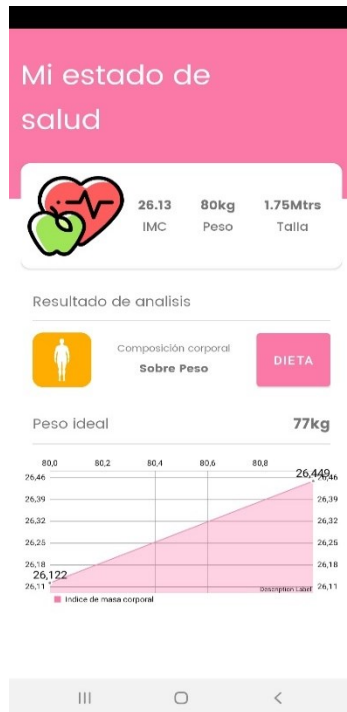 Mi estado de
salud
26.13 80kg 1.75Mtrs
IMC Peso Talla
Resultado de analisis
Composición corporal
Sobre Peso
DIETA
Peso ideal 77kg
80,0 80,2 80,4 80,6 80,8
26,449
26,46 26,46
26,39 26,39
26,32 26,32
26,25 26,25
26,18 26,18
26,122
26,11 26,11
Description Label
Indice de masa corporal